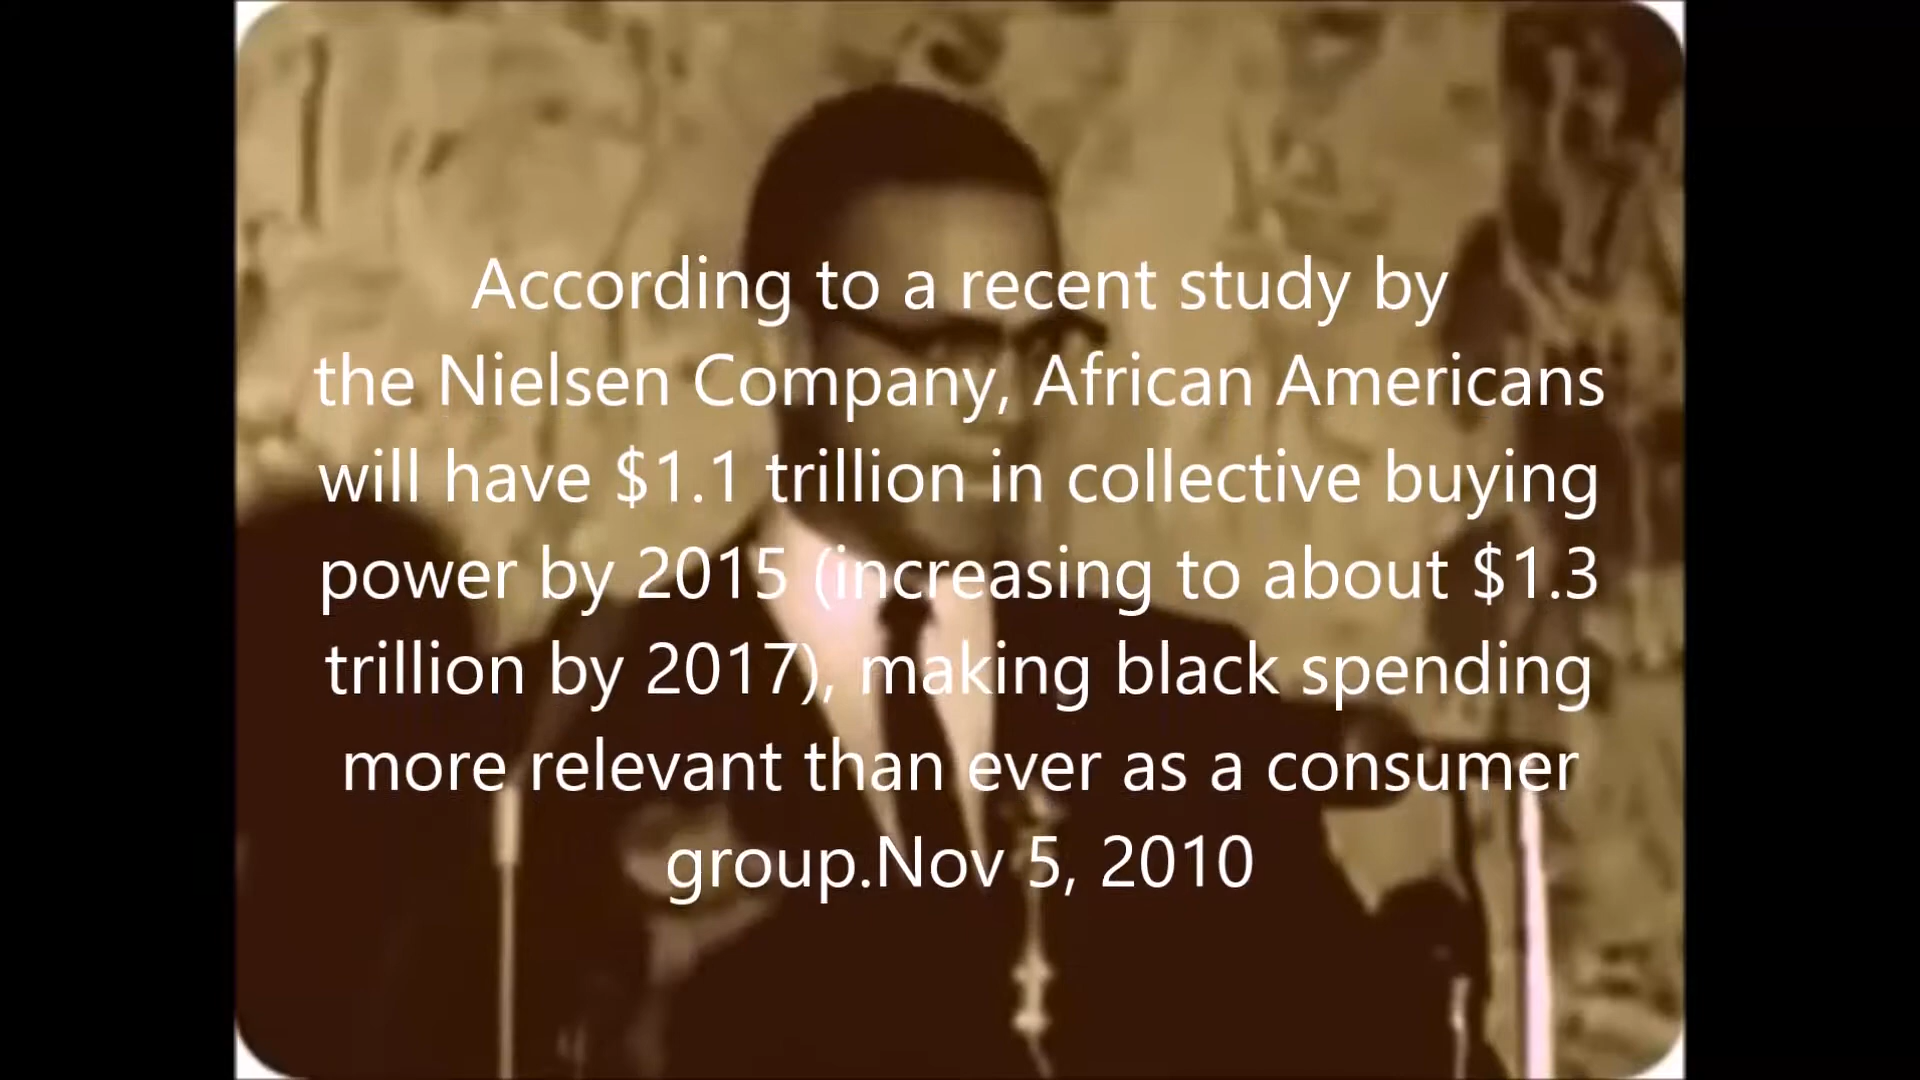 According to a recent study by
the Nielsen Company, African Americans
will have $1.1 trillion in collective buying
power by 2015 (increasing to about $1.3
trillion by 2017), making black spending
more relevant than ever as a consumer
group.Nov 5, 2010